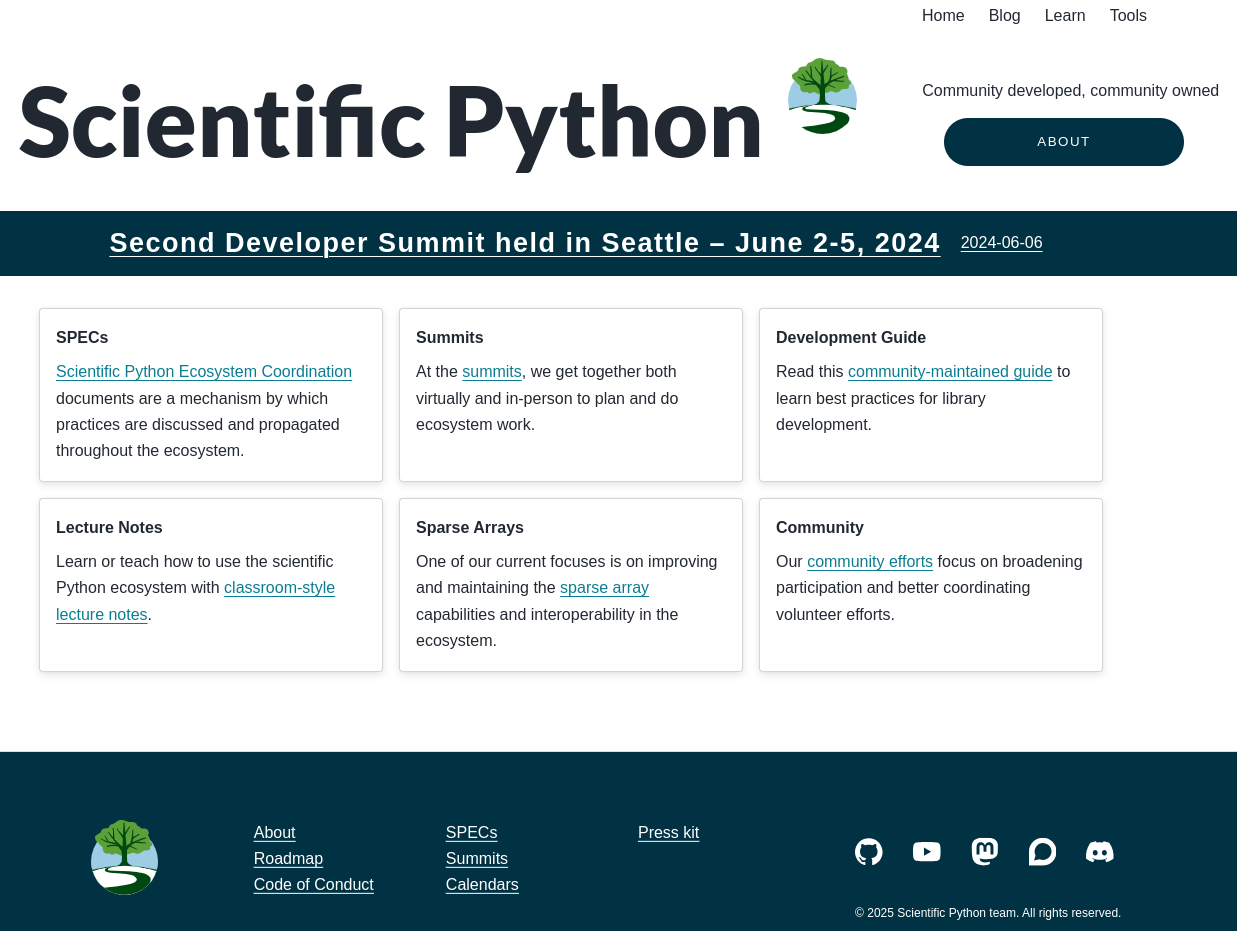 Home Blog Learn Tools
Scientific Python
Community developed, community owned
ABOUT
Second Developer Summit held in Seattle – June 2-5, 2024 2024-06-06
SPECs
Scientific Python Ecosystem Coordination
documents are a mechanism by which
practices are discussed and propagated
throughout the ecosystem.
Summits
At the summits, we get together both
virtually and in-person to plan and do
ecosystem work.
Development Guide
Read this community-maintained guide to
learn best practices for library
development.
Lecture Notes
Learn or teach how to use the scientific
Python ecosystem with classroom-style
lecture notes.
Sparse Arrays
One of our current focuses is on improving
and maintaining the sparse array
capabilities and interoperability in the
ecosystem.
Community
Our community efforts focus on broadening
participation and better coordinating
volunteer efforts.
About
Roadmap
Code of Conduct
SPECs
Summits
Calendars
Press kit
© 2025 Scientific Python team. All rights reserved.